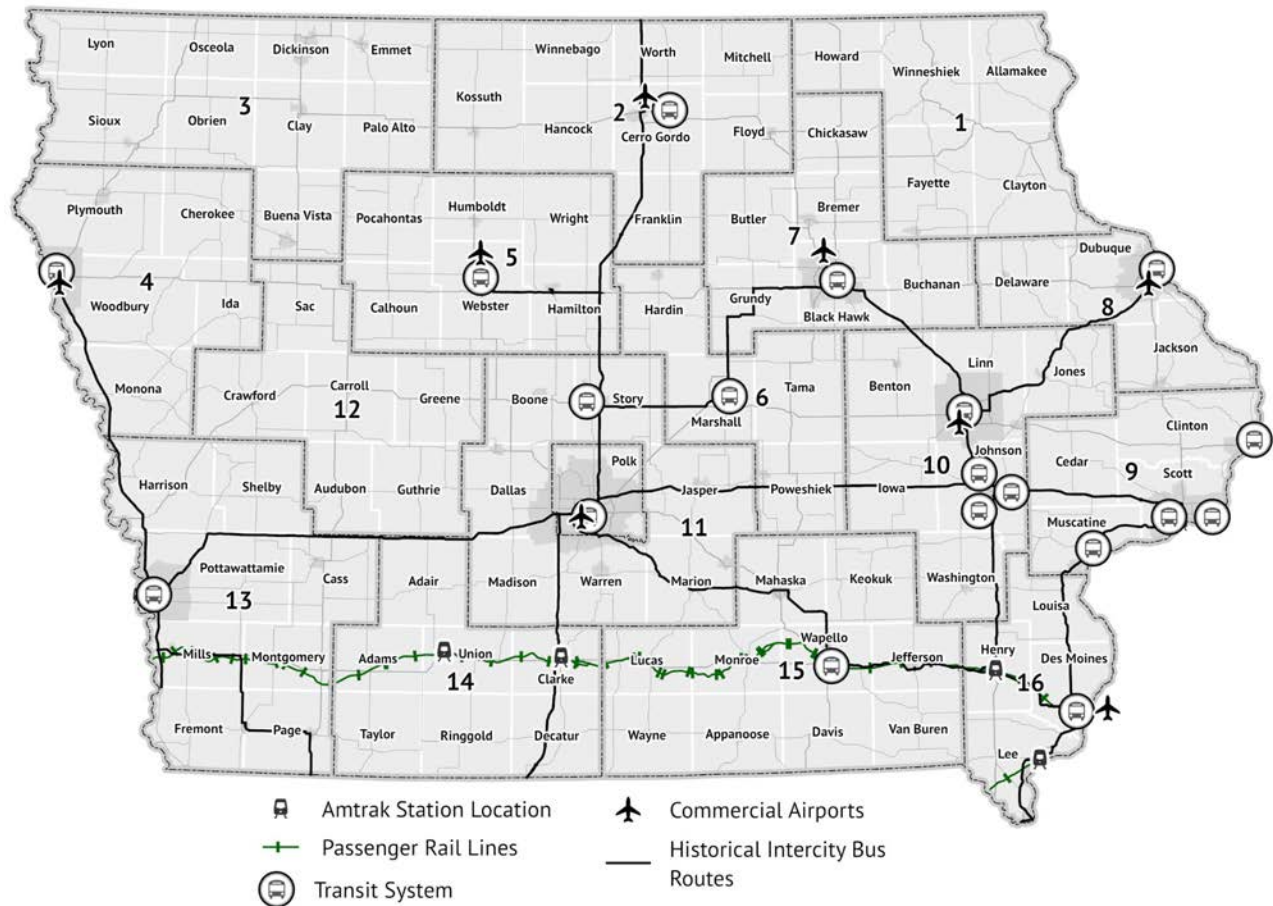 Lyon
Osceola
Dickinson
Emmet
Winnebago
Worth
Mitchell
Howard
Winneshiek
Allamakee
3
Kossuth
2
Sioux
Obrien
Clay
Palo Alto
Hancock
Cerro Gordo
Floyd
Chickasaw
1
Fayette
Clayton
Plymouth
Cherokee
Buena Vista
Pocahontas
Humboldt
Wright
Franklin
Butler
Bremer
7
Dubuque
4
5
Woodbury
Ida
Sac
Calhoun
Webster
Hamilton
Hardin
Grundy
Black Hawk
Buchanan
Delaware
8
Jackson
Monona
Crawford
Carroll
12
Greene
Boone
Story
Marshall
6
Tama
Benton
Linn
Jones
Clinton
Harrison
Shelby
Audubon
Guthrie
Dallas
Polk
Jasper
11
Poweshiek
Iowa
10
Johnson
Cedar
9
Scott
Muscatine
Pottawattamie
13
Cass
Adair
Madison
Warren
Marion
Mahaska
Keokuk
Washington
Louisa
Mills
Montgomery
Adams
Union
14
Clarke
Lucas
Monroe
15
Wapello
Jefferson
Henry
16
Des Moines
Fremont
Page
Taylor
Ringgold
Decatur
Wayne
Appanoose
Davis
Van Buren
Lee
Amtrak Station Location
Commercial Airports
Passenger Rail Lines
Historical Intercity Bus
Routes
Transit System